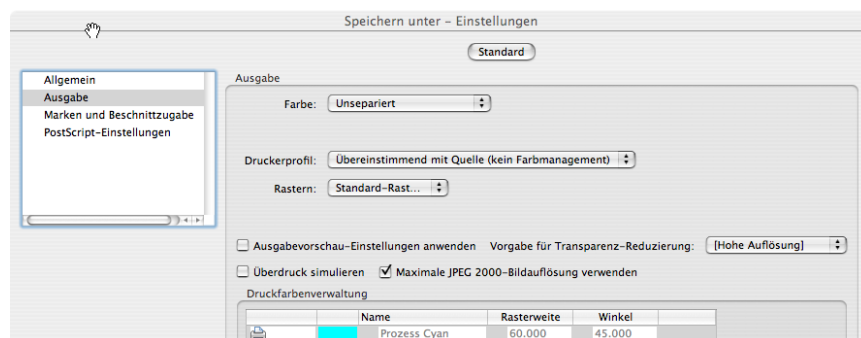 Speichern unter – Einstellungen
Standard
Allgemein
Ausgabe
Marken und Beschnittzugabe
PostScript-Einstellungen
Ausgabe
Farbe: Unsepariert
Druckerprofil: Übereinstimmend mit Quelle (kein Farbmanagement)
Rastern: Standard-Rast...
Ausgabevorschau-Einstellungen anwenden Vorgabe für Transparenz-Reduzierung: [Hohe Auflösung]
Überdruck simulieren Maximale JPEG 2000-Bildauflösung verwenden
Druckfarbenverwaltung
Name Rasterweite Winkel
Prozess Cyan 60.000 45.000